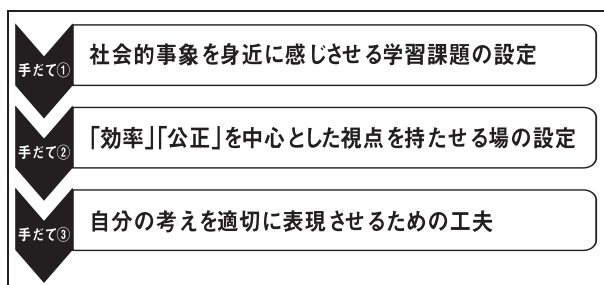 手だて①
社会的事象を身近に感じさせる学習課題の設定
手だて②
「効率」「公正」を中心とした視点を持たせる場の設定
手だて③
自分の考えを適切に表現させるための工夫